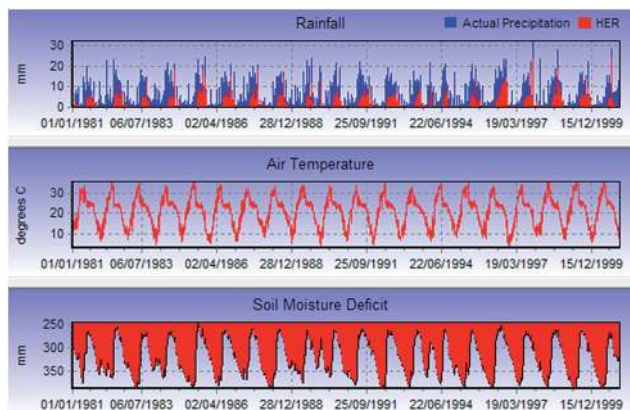 Rainfall
Actual Precipitation HER
mm
30
20
10
0
01/01/1981 06/07/1983 02/04/1986 28/12/1988 25/09/1991 22/06/1994 19/03/1997 15/12/1999
Air Temperature
degrees C
30
20
10
01/01/1981 06/07/1983 02/04/1986 28/12/1988 25/09/1991 22/06/1994 19/03/1997 15/12/1999
Soil Moisture Deficit
mm
250
300
350
01/01/1981 06/07/1983 02/04/1986 28/12/1988 25/09/1991 22/06/1994 19/03/1997 15/12/1999